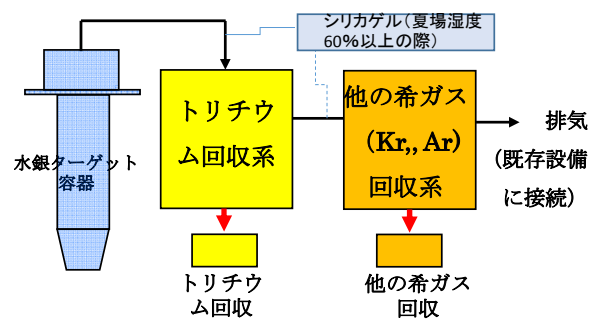 シリカゲル（夏場湿度
60％以上の際）
水銀ターゲット
容器
トリチウ
ム回収系
他の希ガス
（Kr,, Ar）
回収系
排気
（既存設備
に接続）
トリチウ
ム回収
他の希ガス
回収